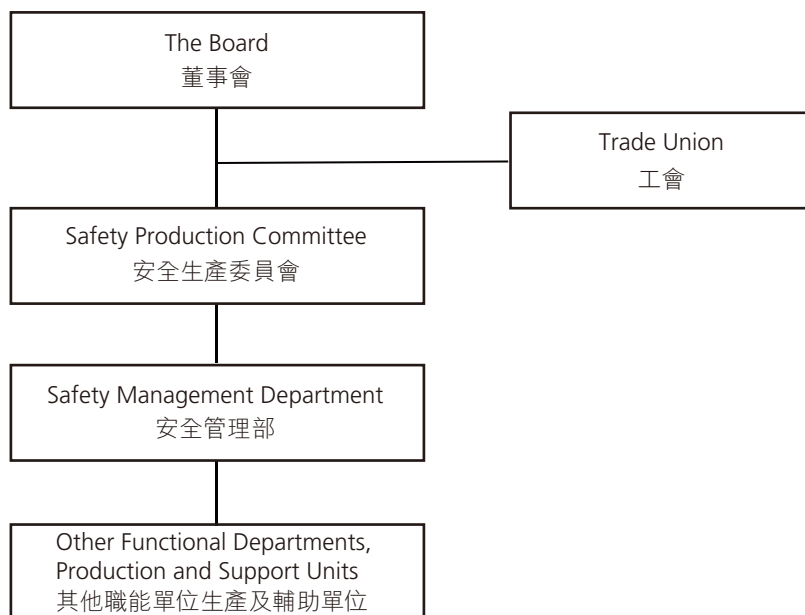 The Board
董事會
Trade Union
工會
Safety Production Committee
安全生產委員會
Safety Management Department
安全管理部
Other Functional Departments,
Production and Support Units
其他職能單位生產及輔助單位